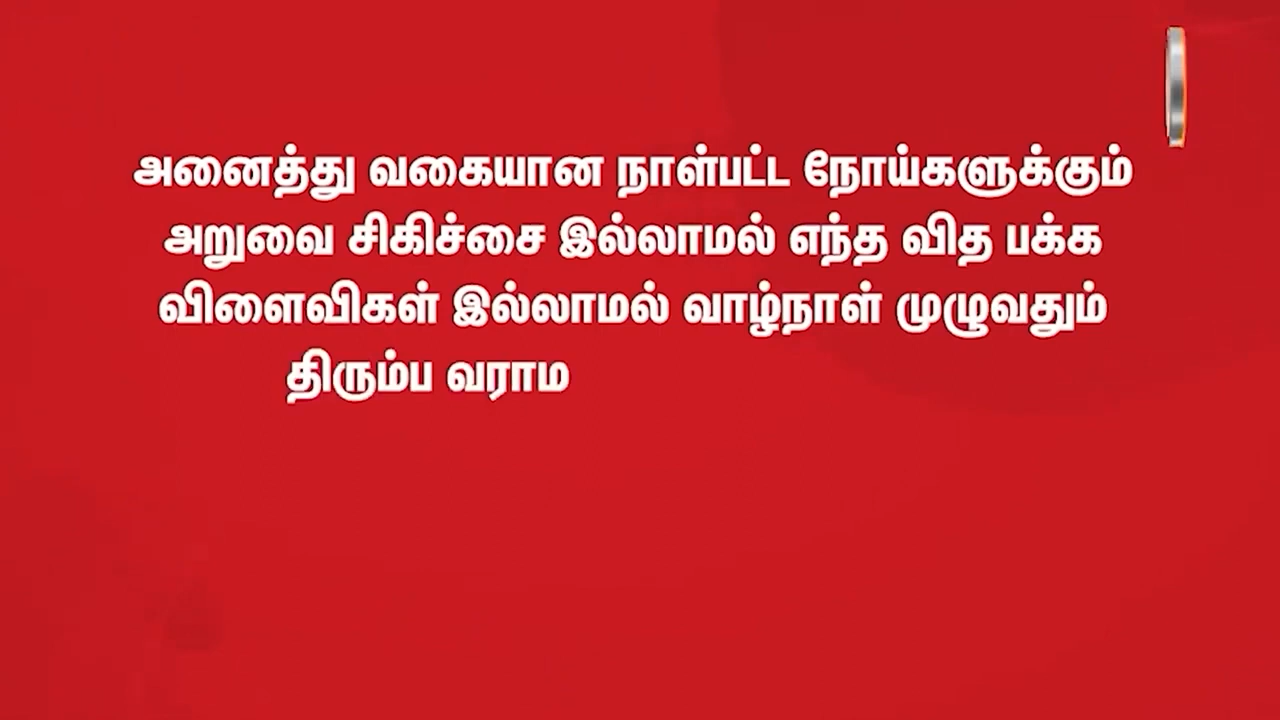 அனைத்து வகையான நாள்பட்ட நோய்களுக்கும்
அறுவை சிகிச்சை இல்லாமல் எந்த வித பக்க
விளைவிகள் இல்லாமல் வாழ்நாள் முழுவதும்
திரும்ப வராம